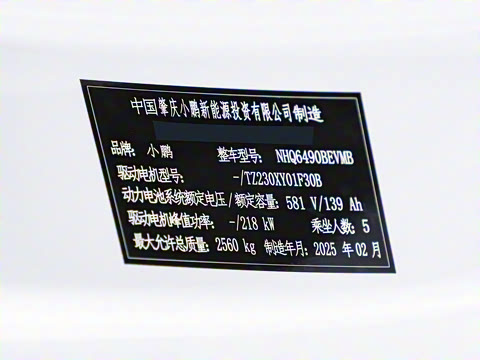 中国肇庆小鹏新能源投资有限公司制造
品牌: 小鹏 整车型号: NHQ6490BEVMB
驱动电机型号: -/TZ230XY01F30B
动力电池系统额定电压/额定容量: 581 V/139 Ah
驱动电机峰值功率: -/218 kW 乘坐人数: 5
最大允许总质量: 2560 kg 制造年月: 2025 年 02 月